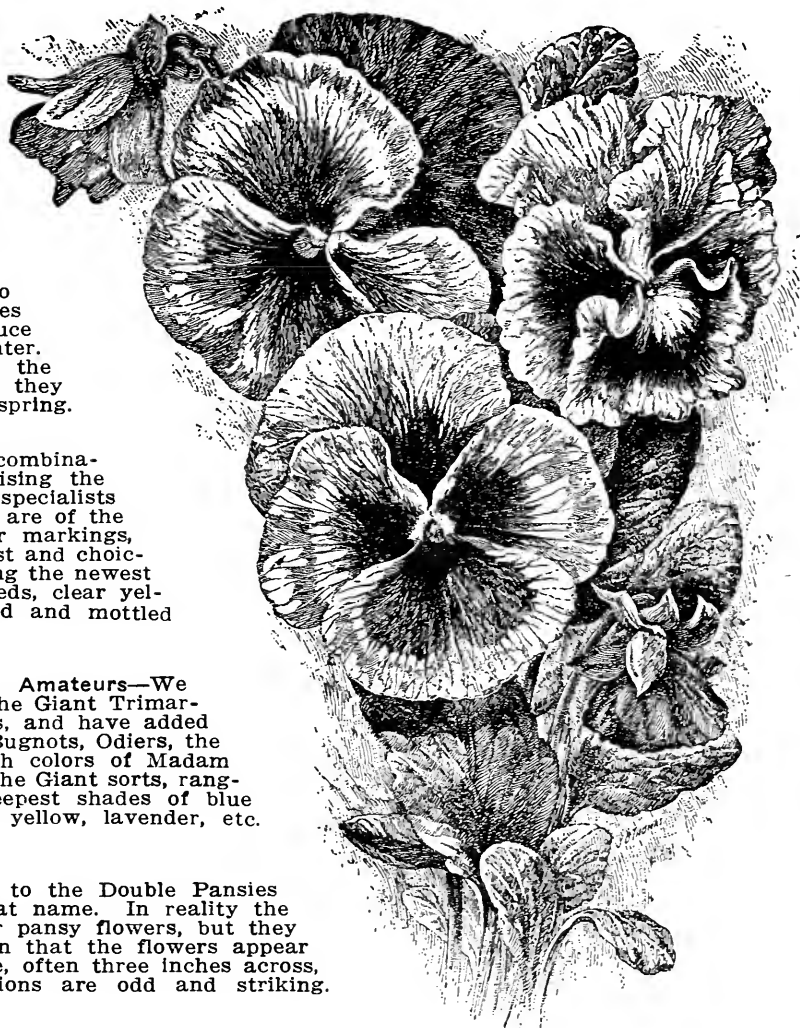 o
es
uce
ter.
the
they
spring.
combina-
ising the
specialists
are of the
r markings,
st and choic-
ng the newest
eds, clear yel-
d and mottled
Amateurs—We
he Giant Trimar-
s, and have added
Bugnots, Odiers, the
h colors of Madam
he Giant sorts, rang-
eepest shades of blue
yellow, lavender, etc.
to the Double Pansies
at name. In reality the
r pansy flowers, but they
n that the flowers appear
e, often three inches across,
ions are odd and striking.